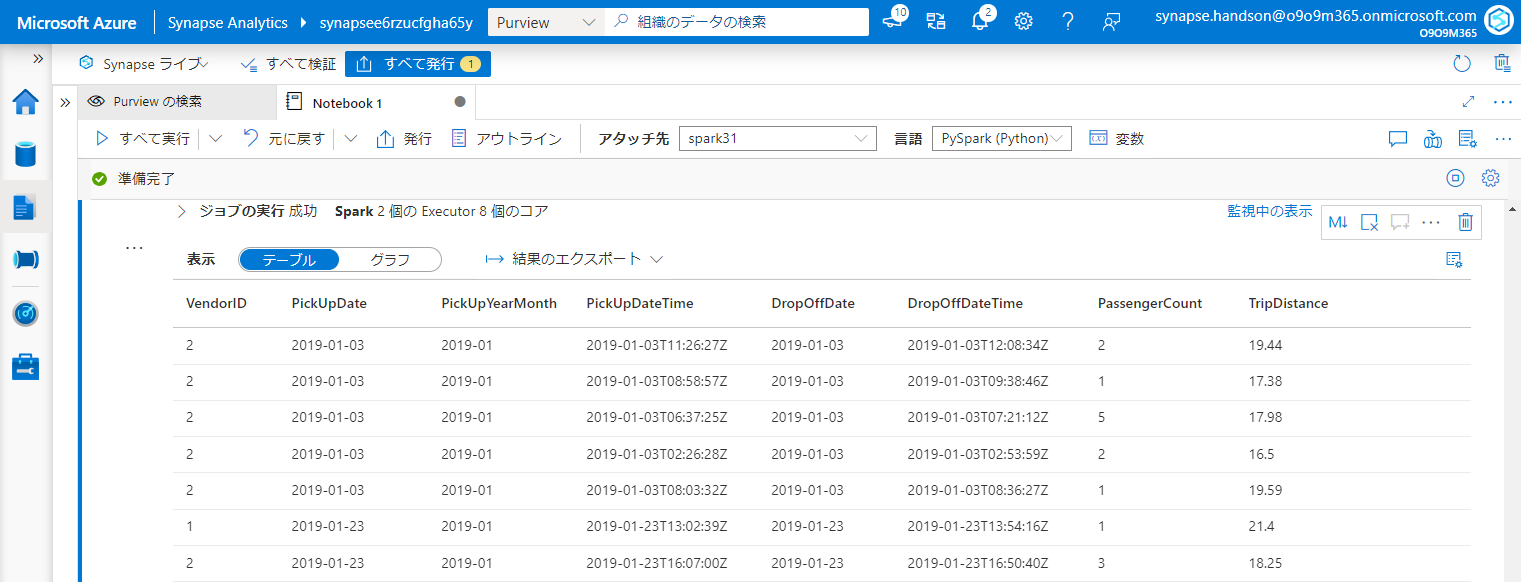 Microsoft Azure Synapse Analytics synapsee6rzucfgha65y Purview 組織のデータの検索 10 2 synapse.handson@o9o9m365.onmicrosoft.com
O9O9M365
Synapse ライブ すべて検証 すべて発行 1
Purview の検索 Notebook 1
すべて実行 元に戻す 発行 アウトライン アタッチ先 spark31 言語 PySpark (Python) 変数
準備完了
ジョブの実行 成功 Spark 2 個の Executor 8 個のコア 監視中の表示 M↓
表示 テーブル グラフ 結果のエクスポート
VendorID PickUpDate PickUpYearMonth PickUpDateTime DropOffDate DropOffDateTime PassengerCount TripDistance
2 2019-01-03 2019-01 2019-01-03T11:26:27Z 2019-01-03 2019-01-03T12:08:34Z 2 19.44
2 2019-01-03 2019-01 2019-01-03T08:58:57Z 2019-01-03 2019-01-03T09:38:46Z 1 17.38
2 2019-01-03 2019-01 2019-01-03T06:37:25Z 2019-01-03 2019-01-03T07:21:12Z 5 17.98
2 2019-01-03 2019-01 2019-01-03T02:26:28Z 2019-01-03 2019-01-03T02:53:59Z 2 16.5
2 2019-01-03 2019-01 2019-01-03T08:03:32Z 2019-01-03 2019-01-03T08:36:27Z 1 19.59
1 2019-01-23 2019-01 2019-01-23T13:02:39Z 2019-01-23 2019-01-23T13:54:16Z 1 21.4
2 2019-01-23 2019-01 2019-01-23T16:07:00Z 2019-01-23 2019-01-23T16:50:40Z 3 18.25